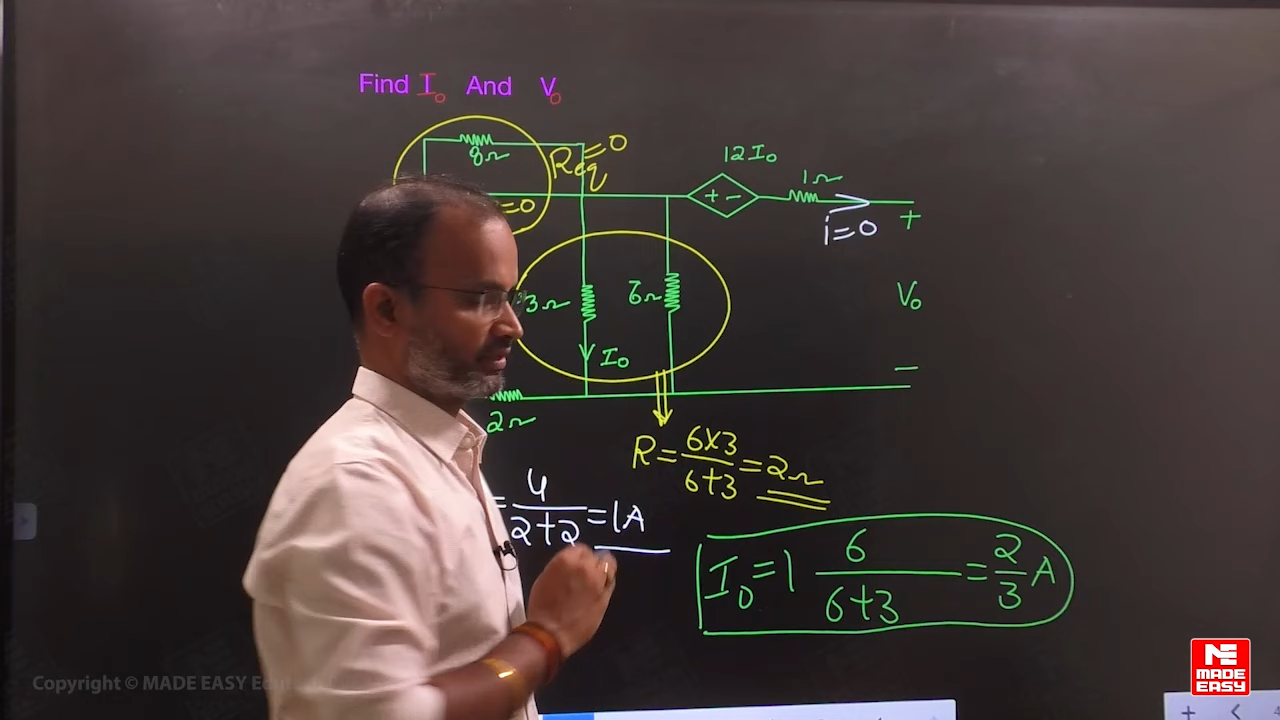 Find I₀ And V₀
8Ω
Req = 0
= 0
12I₀
+ -
1Ω
i=0
+
3Ω
6Ω
V₀
I₀
-
2Ω
R = 6×3/6+3 = 2Ω
= 4/2+2 = 1A
I₀ = 1 6/6+3 = 2/3 A
Copyright © MADE EASY
MADE
EASY